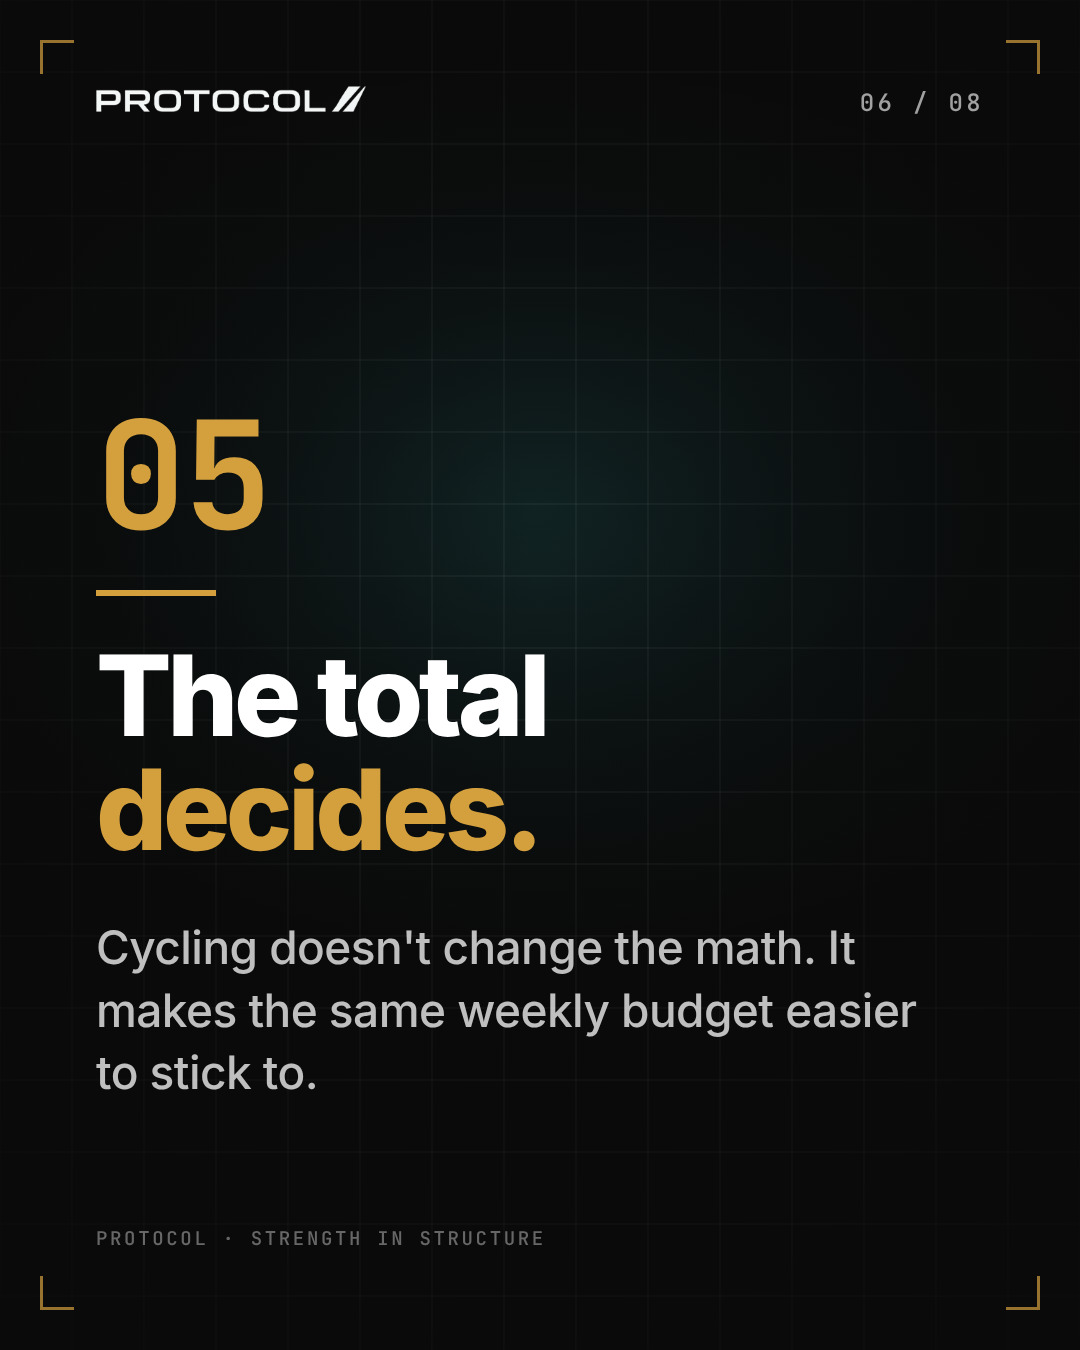 PROTOCOL
06 / 08
05
The total
decides.
Cycling doesn't change the math. It
makes the same weekly budget easier
to stick to.
PROTOCOL · STRENGTH IN STRUCTURE